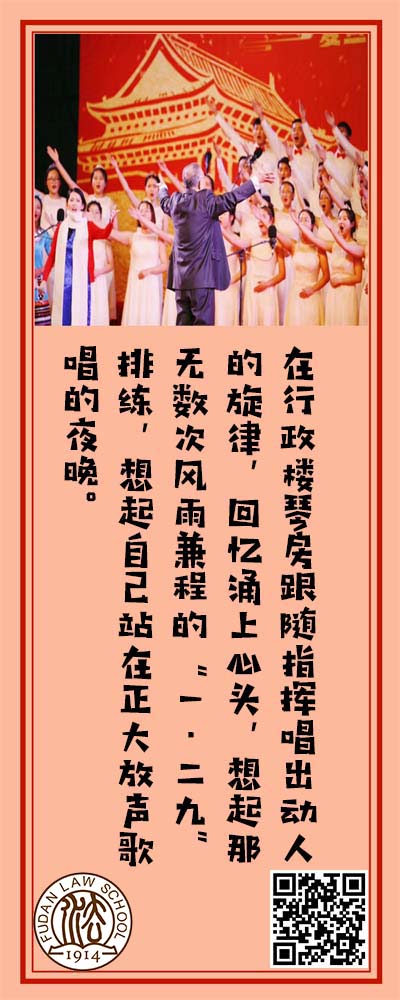 在行政楼琴房跟随指挥唱出动人
的旋律，回忆涌上心头，想起那
无数次风雨兼程的“一·二九”
排练，想起自己站在正大放声歌
唱的夜晚。
FUDAN LAW SCHOOL
1914